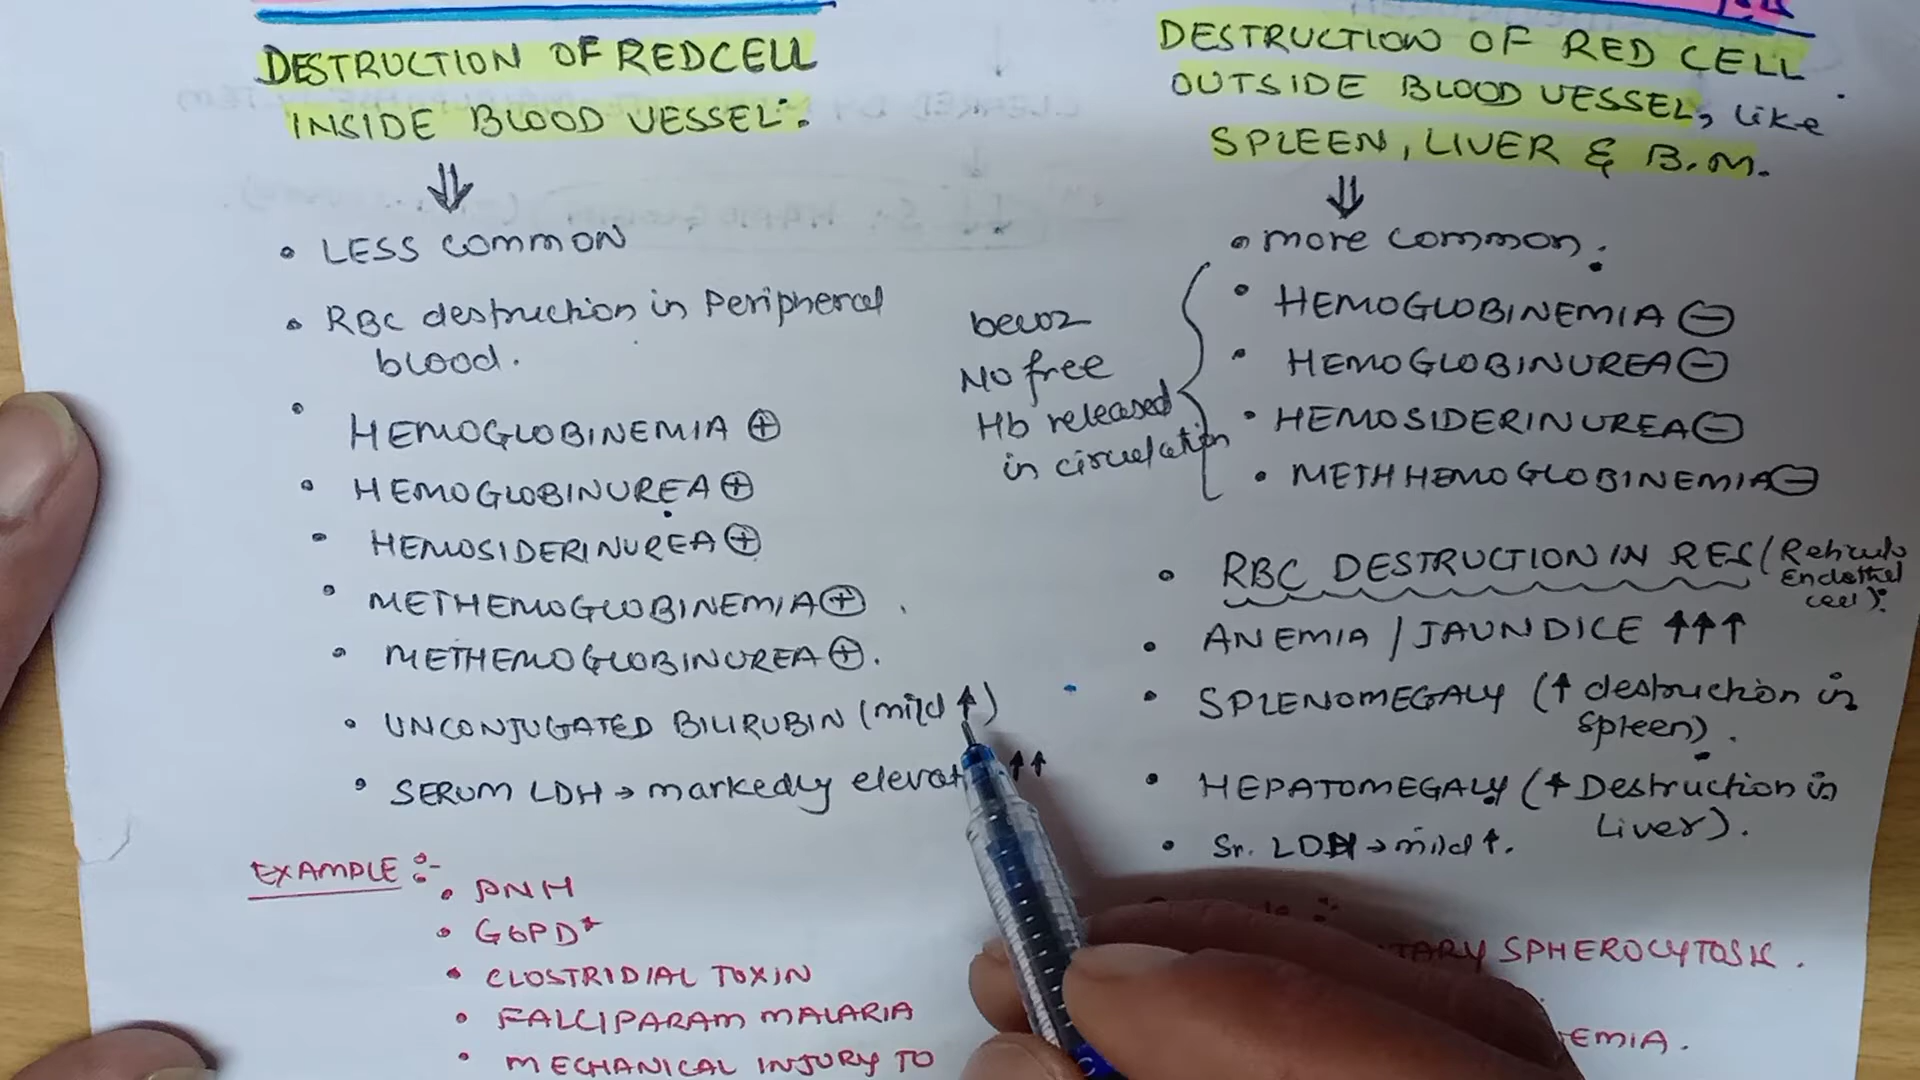 DESTRUCTION OF REDCELL
INSIDE BLOOD VESSEL:
⇓
• LESS COMMON
• RBC destruction in Peripheral
blood.
• HEMOGLOBINEMIA ⊕
• HEMOGLOBINUREA ⊕
• HEMOSIDERINUREA ⊕
• METHEMOGLOBINEMIA ⊕
• METHEMOGLOBINUREA ⊕.
• UNCONJUGATED BILIRUBIN (mild ↑)
• SERUM LDH → markedly ↑↑
EXAMPLE :-
• PNH
• G6PD*
• CLOSTRIDIAL TOXIN
• FALCIPARAM MALARIA
• MECHANICAL INJURY TO
DESTRUCTION OF RED CELL
OUTSIDE BLOOD VESSEL, like
SPLEEN, LIVER & B.M.
⇓
• more common.
• HEMOGLOBINEMIA ⊖
• HEMOGLOBINUREA ⊖
• HEMOSIDERINUREA ⊖
• METHHEMOGLOBINEMIA ⊖
becoz
No free
Hb released
in circulation
• RBC DESTRUCTION IN RES (Reticulo
Endothel
cell):
• ANEMIA / JAUNDICE ↑↑↑
• SPLENOMEGALY (↑ destruction in
Spleen).
• HEPATOMEGALY (↑ Destruction in
Liver).
• Sr. LDH → mild ↑.
SPHEROCYTOSIS.